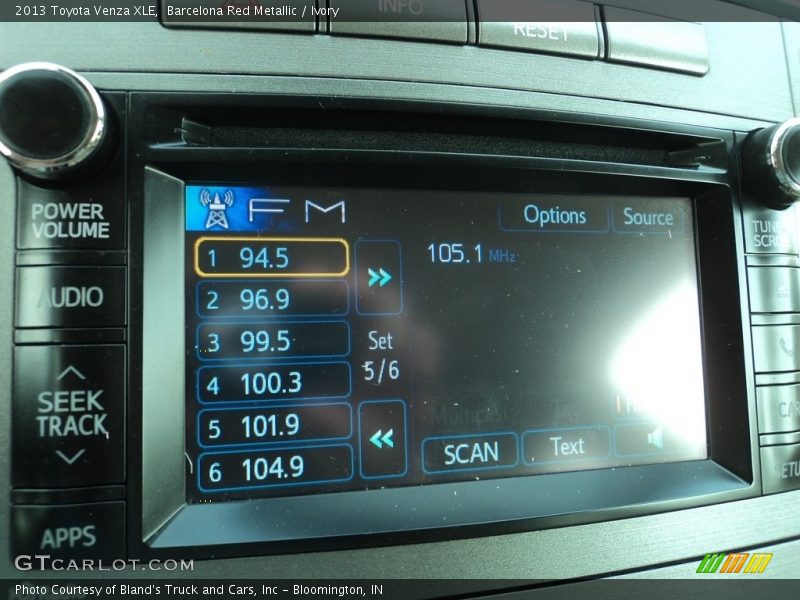 2013 Toyota Venza XLE, Barcelona Red Metallic / Ivory
INFO
RESET
POWER
VOLUME
AUDIO
SEEK
TRACK
APPS
FM
Options
Source
1 94.5
2 96.9
3 99.5
4 100.3
5 101.9
6 104.9
105.1 MHz
Set
5/6
SCAN
Text
GTCARLOT.COM
Photo Courtesy of Bland's Truck and Cars, Inc - Bloomington, IN